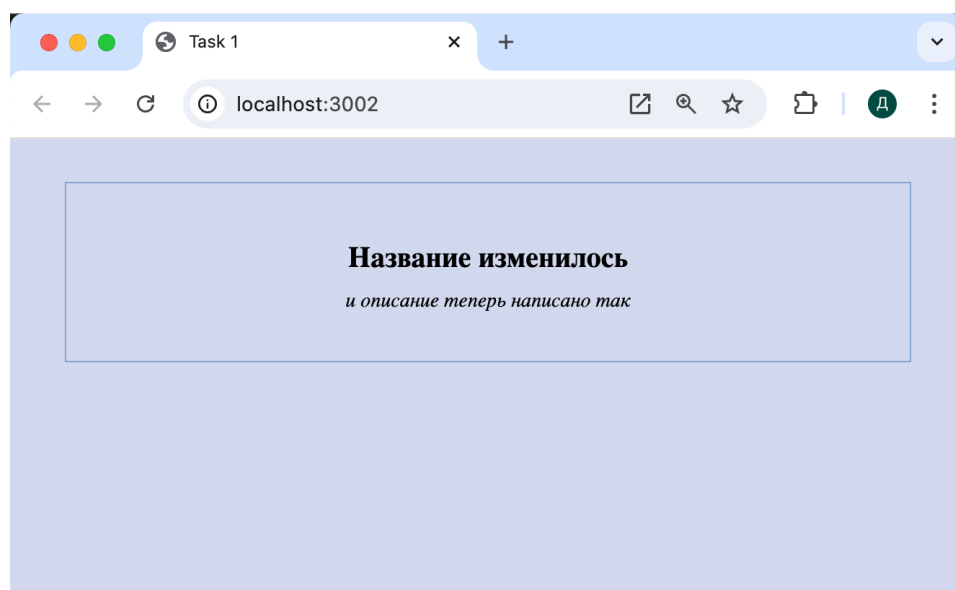 Task 1
localhost:3002
Д
Название изменилось
и описание теперь написано так